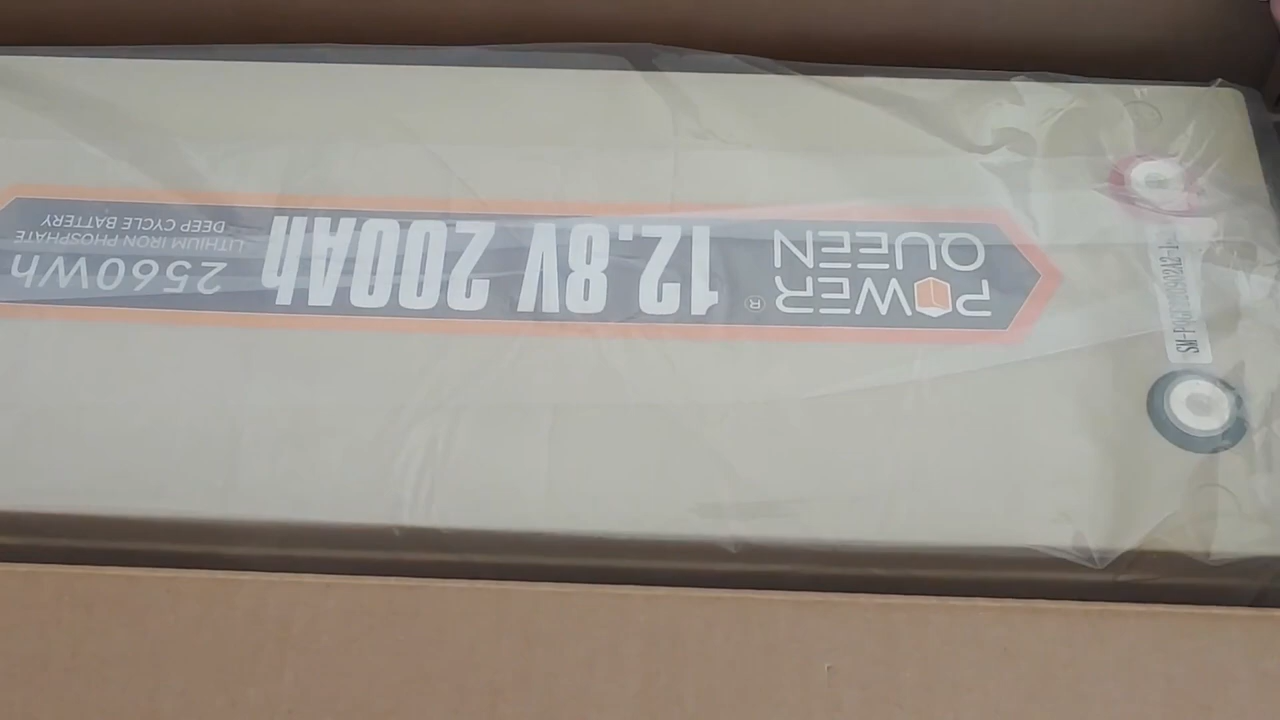 POWER
QUEEN
®
12.8V 200Ah
2560Wh
LITHIUM IRON PHOSPHATE
DEEP CYCLE BATTERY